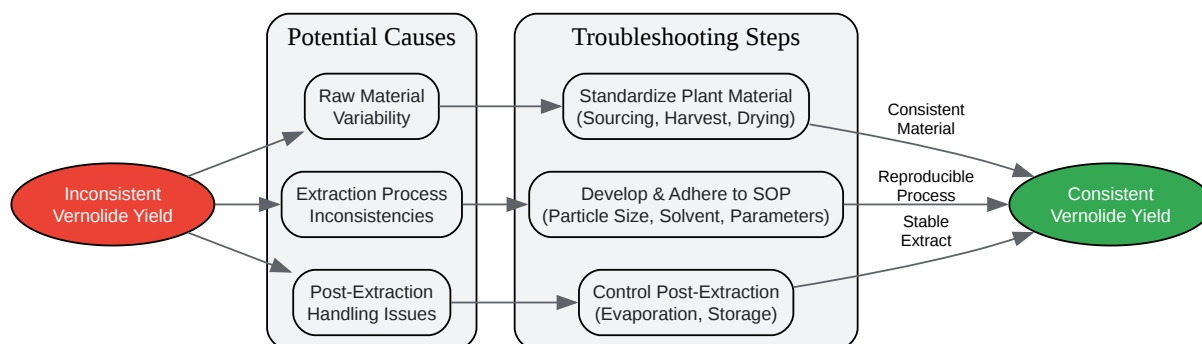 Potential Causes
Troubleshooting Steps
Raw Material
Variability
Standardize Plant Material
(Sourcing, Harvest, Drying)
Consistent
Material
Inconsistent
Vernolide Yield
Extraction Process
Inconsistencies
Develop & Adhere to SOP
(Particle Size, Solvent, Parameters)
Reproducible
Process
Consistent
Vernolide Yield
Stable
Extract
Post-Extraction
Handling Issues
Control Post-Extraction
(Evaporation, Storage)